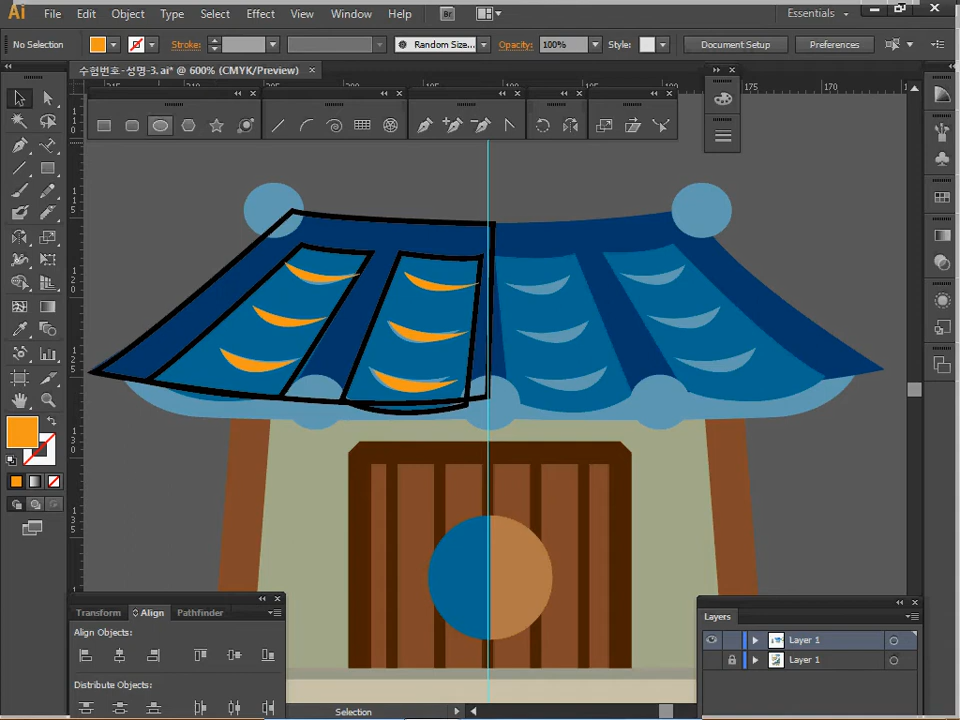 Ai File Edit Object Type Select Effect View Window Help Br Essentials
No Selection Stroke: Random Size... Opacity: 100% Style: Document Setup Preferences
수험번호-성명-3.ai* @ 600% (CMYK/Preview)
175 170
Transform Align Pathfinder
Align Objects:
Distribute Objects:
Layers
Layer 1
Layer 1
Selection